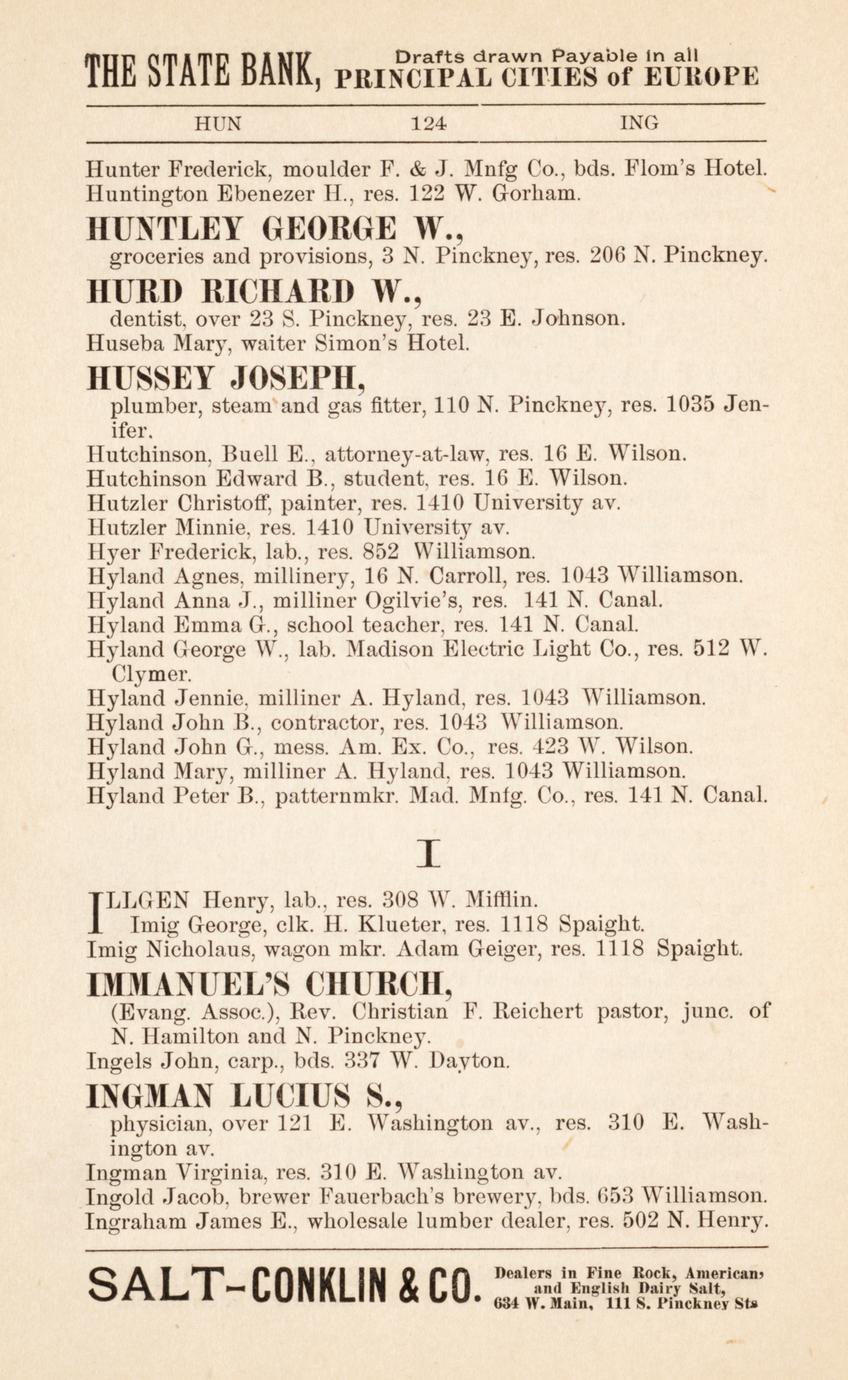 THE STATE BANK, Drafts drawn Payable in all
PRINCIPAL CITIES of EUROPE
HUN 124 ING
Hunter Frederick, moulder F. & J. Mnfg Co., bds. Flom's Hotel.
Huntington Ebenezer H., res. 122 W. Gorham.
HUNTLEY GEORGE W.,
groceries and provisions, 3 N. Pinckney, res. 206 N. Pinckney.
HURD RICHARD W.,
dentist, over 23 S. Pinckney, res. 23 E. Johnson.
Huseba Mary, waiter Simon's Hotel.
HUSSEY JOSEPH,
plumber, steam and gas fitter, 110 N. Pinckney, res. 1035 Jen-
ifer.
Hutchinson, Buell E., attorney-at-law, res. 16 E. Wilson.
Hutchinson Edward B., student, res. 16 E. Wilson.
Hutzler Christoff, painter, res. 1410 University av.
Hutzler Minnie, res. 1410 University av.
Hyer Frederick, lab., res. 852 Williamson.
Hyland Agnes, millinery, 16 N. Carroll, res. 1043 Williamson.
Hyland Anna J., milliner Ogilvie's, res. 141 N. Canal.
Hyland Emma G., school teacher, res. 141 N. Canal.
Hyland George W., lab. Madison Electric Light Co., res. 512 W.
Clymer.
Hyland Jennie, milliner A. Hyland, res. 1043 Williamson.
Hyland John B., contractor, res. 1043 Williamson.
Hyland John G., mess. Am. Ex. Co., res. 423 W. Wilson.
Hyland Mary, milliner A. Hyland, res. 1043 Williamson.
Hyland Peter B., patternmkr. Mad. Mnfg. Co., res. 141 N. Canal.
I
ILLGEN Henry, lab., res. 308 W. Mifflin.
Imig George, clk. H. Klueter, res. 1118 Spaight.
Imig Nicholaus, wagon mkr. Adam Geiger, res. 1118 Spaight.
IMMANUEL'S CHURCH,
(Evang. Assoc.), Rev. Christian F. Reichert pastor, junc. of
N. Hamilton and N. Pinckney.
Ingels John, carp., bds. 337 W. Dayton.
INGMAN LUCIUS S.,
physician, over 121 E. Washington av., res. 310 E. Wash-
ington av.
Ingman Virginia, res. 310 E. Washington av.
Ingold Jacob, brewer Fauerbach's brewery, bds. 653 Williamson.
Ingraham James E., wholesale lumber dealer, res. 502 N. Henry.
SALT-CONKLIN & CO. Dealers in Fine Rock, American,
and English Dairy Salt,
634 W. Main, 111 S. Pinckney Sts